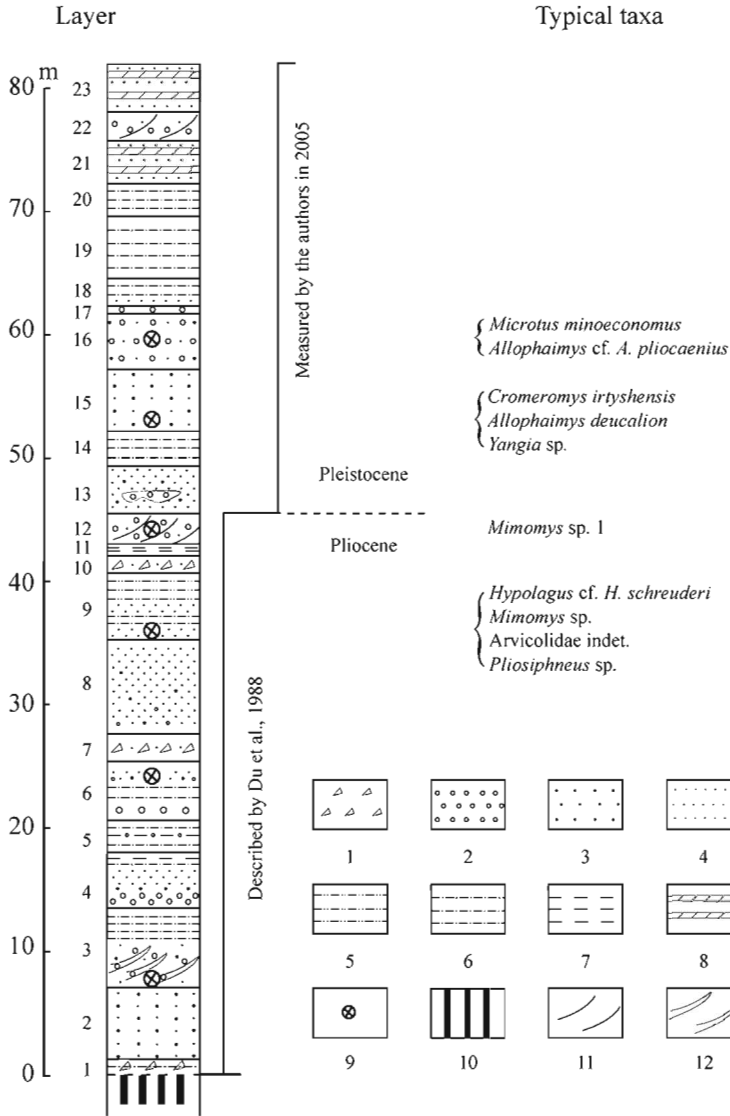 Layer
Typical taxa
80 m
70
60
50
40
30
20
10
0
23
22
21
20
19
18
17
16
15
14
13
12
11
10
9
8
7
6
5
4
3
2
1
Measured by the authors in 2005
Described by Du et al., 1988
Pleistocene
Pliocene
Microtus minoeconomus
Allophaimys cf. A. pliocaenius
Cromeromys irtyshensis
Allophaimys deucalion
Yangia sp.
Mimomys sp. 1
Hypolagus cf. H. schreuderi
Mimomys sp.
Arvicolidae indet.
Pliosiphneus sp.
1 2 3 4
5 6 7 8
9 10 11 12